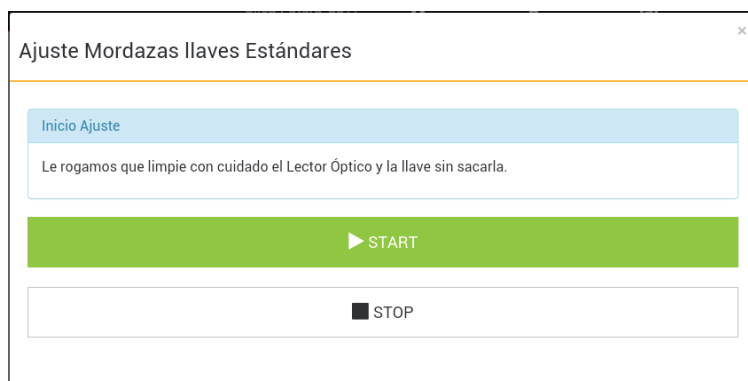 ×
Ajuste Mordazas llaves Estándares
Inicio Ajuste
Le rogamos que limpie con cuidado el Lector Óptico y la llave sin sacarla.
START
STOP